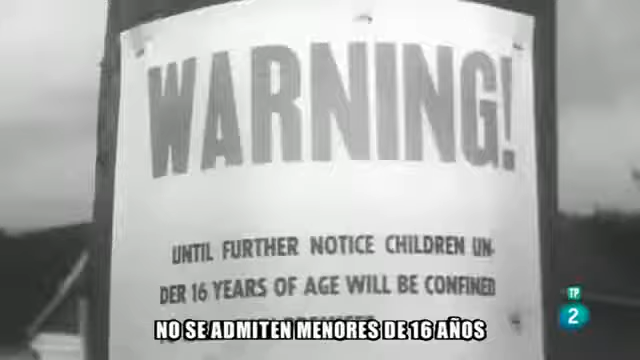 WARNING!
UNTIL FURTHER NOTICE CHILDREN UN-
DER 16 YEARS OF AGE WILL BE CONFINED
NO SE ADMITEN MENORES DE 16 AÑOS
TP
2